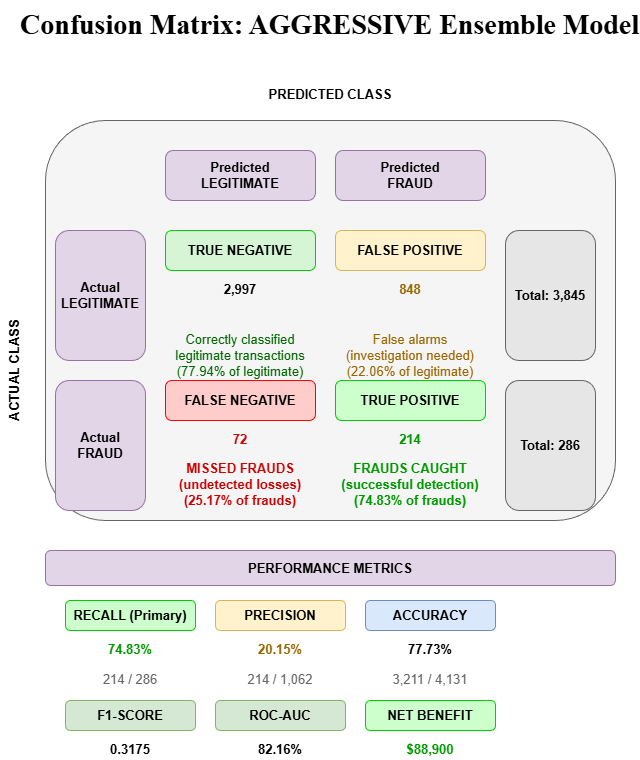 Confusion Matrix: AGGRESSIVE Ensemble Model
PREDICTED CLASS
Predicted
LEGITIMATE
Predicted
FRAUD
ACTUAL CLASS
Actual
LEGITIMATE
TRUE NEGATIVE
2,997
Correctly classified
legitimate transactions
(77.94% of legitimate)
FALSE POSITIVE
848
False alarms
(investigation needed)
(22.06% of legitimate)
Total: 3,845
Actual
FRAUD
FALSE NEGATIVE
72
MISSED FRAUDS
(undetected losses)
(25.17% of frauds)
TRUE POSITIVE
214
FRAUDS CAUGHT
(successful detection)
(74.83% of frauds)
Total: 286
PERFORMANCE METRICS
RECALL (Primary)
74.83%
214 / 286
PRECISION
20.15%
214 / 1,062
ACCURACY
77.73%
3,211 / 4,131
F1-SCORE
0.3175
ROC-AUC
82.16%
NET BENEFIT
$88,900